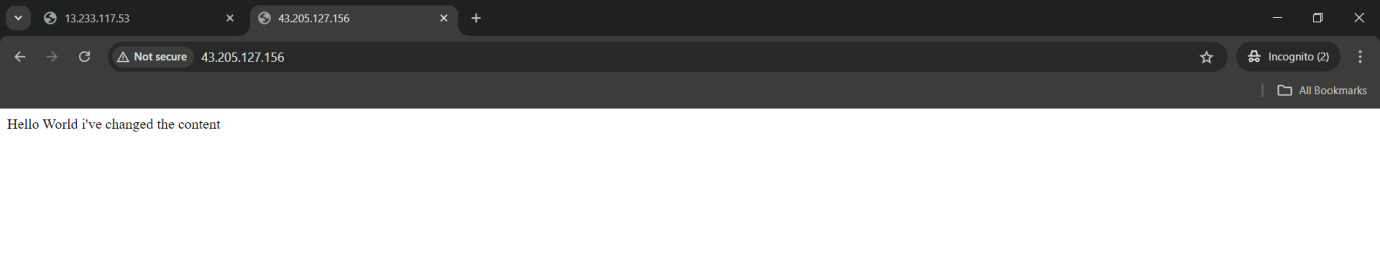 13.233.117.53
43.205.127.156
Not secure
43.205.127.156
Incognito (2)
All Bookmarks
Hello World i've changed the content